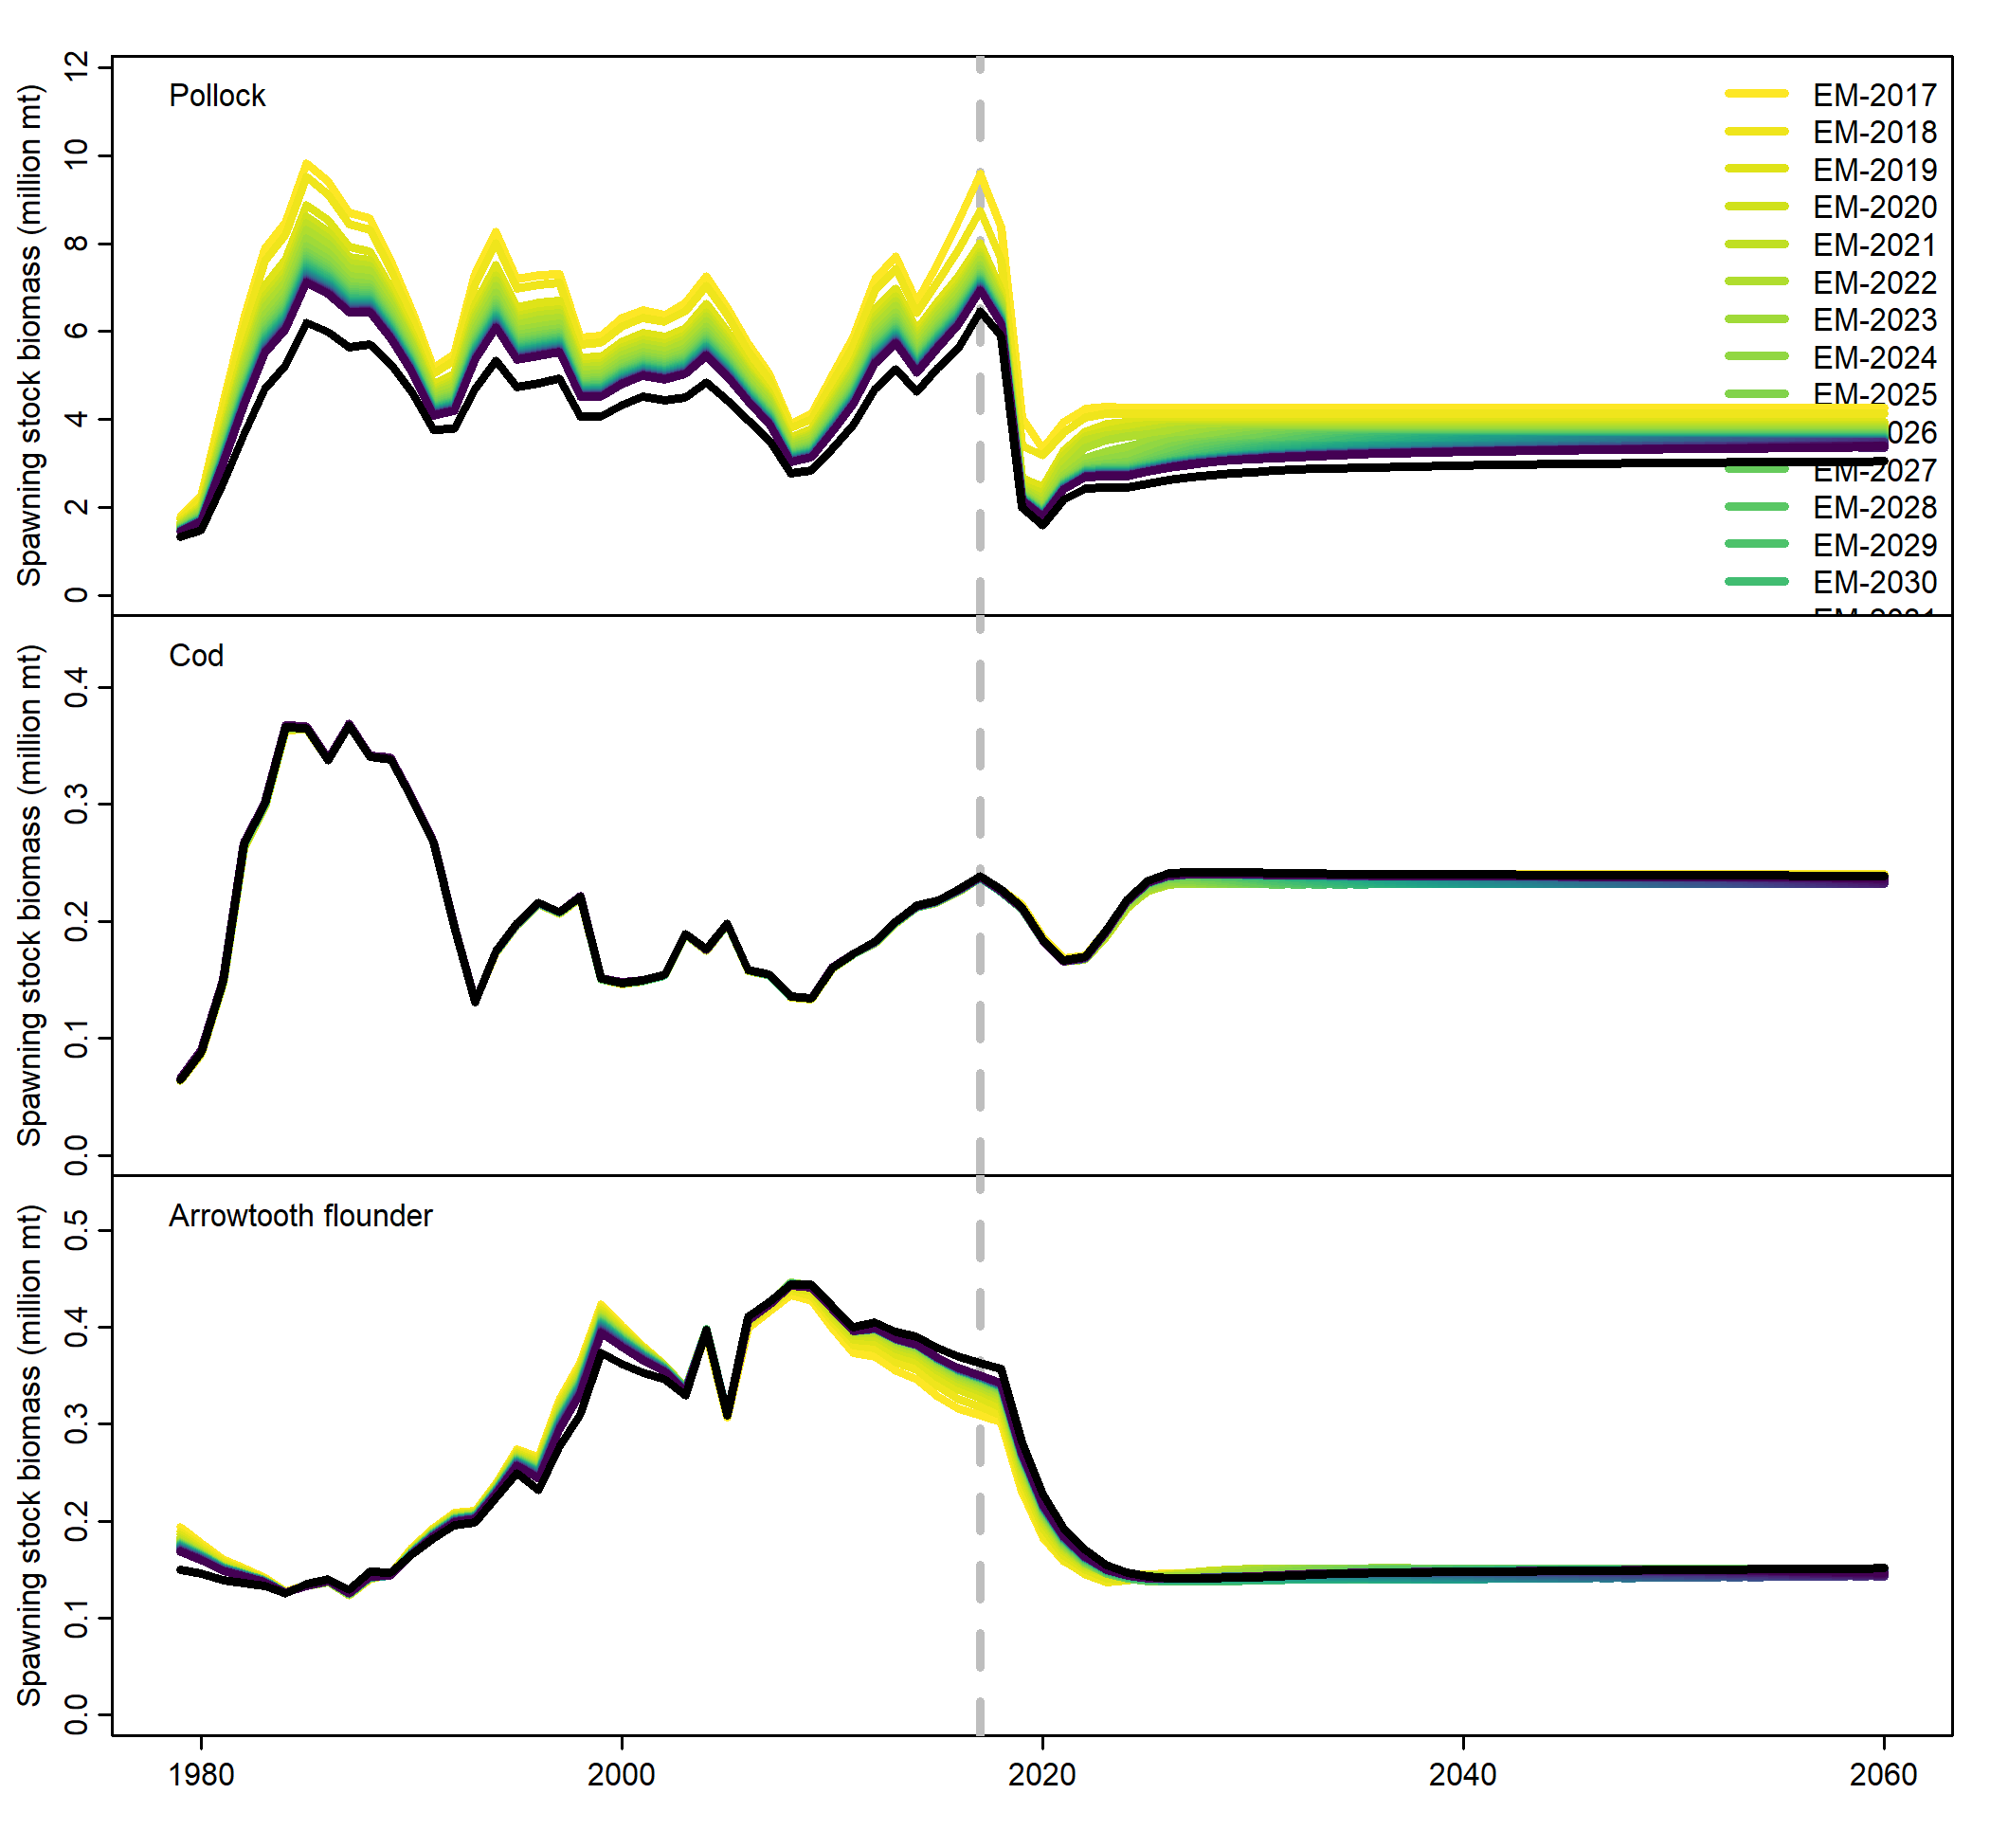 Spawning stock biomass (million mt)
12
10
8
6
4
2
0
Pollock
EM-2017
EM-2018
EM-2019
EM-2020
EM-2021
EM-2022
EM-2023
EM-2024
EM-2025
026
EM-2027
EM-2028
EM-2029
EM-2030
Spawning stock biomass (million mt)
0.4
0.3
0.2
0.1
0.0
Cod
Spawning stock biomass (million mt)
0.5
0.4
0.3
0.2
0.1
0.0
Arrowtooth flounder
1980 2000 2020 2040 2060